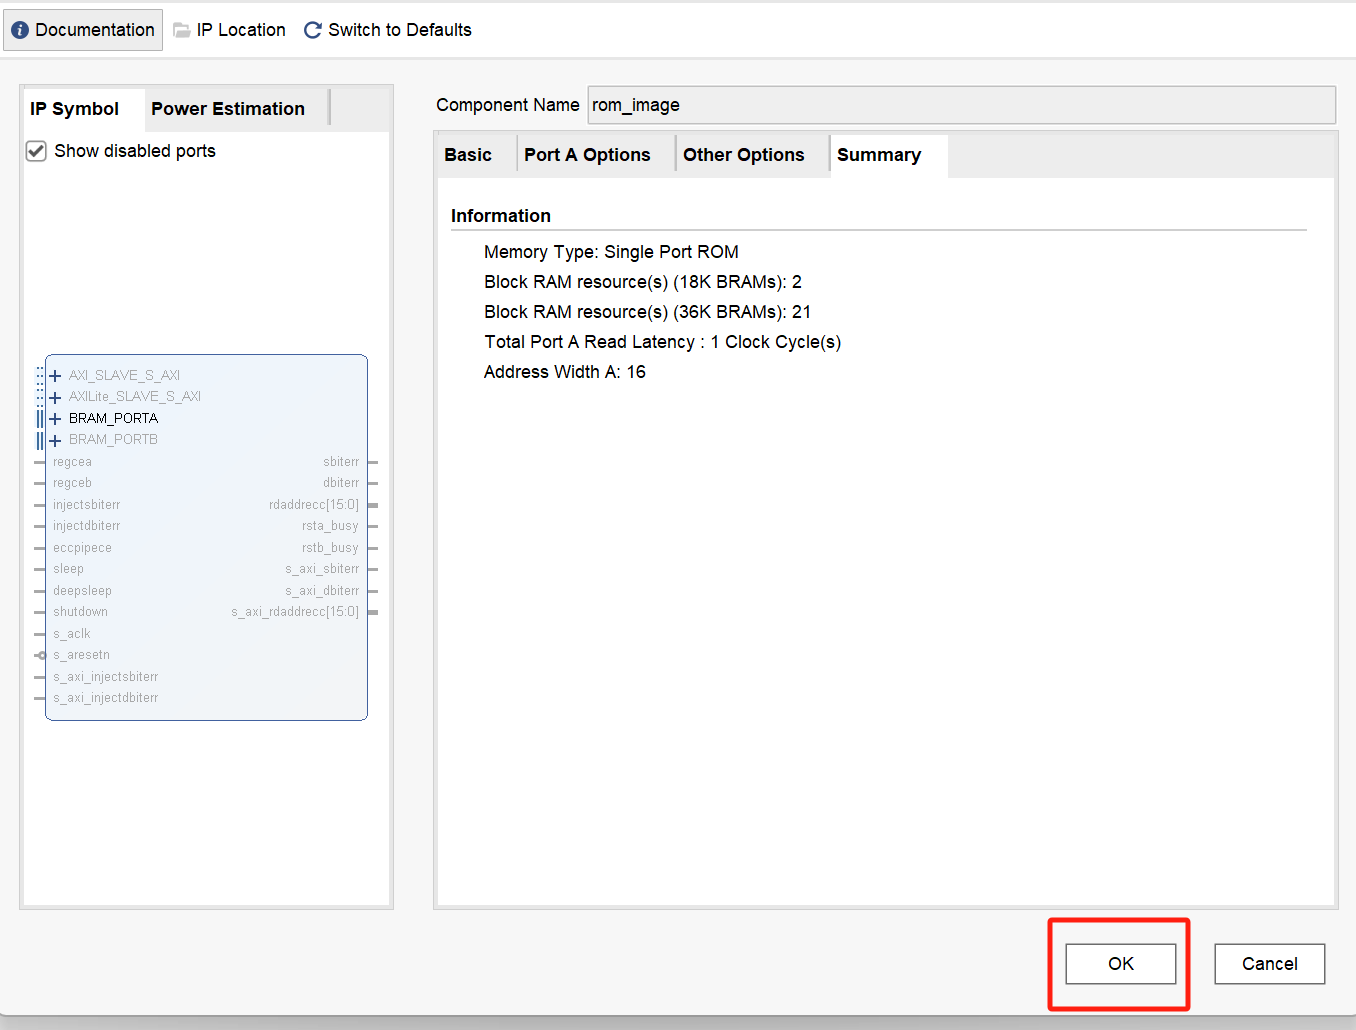 Documentation IP Location Switch to Defaults
IP Symbol Power Estimation
Show disabled ports
AXI_SLAVE_S_AXI
AXILite_SLAVE_S_AXI
BRAM_PORTA
BRAM_PORTB
regcea sbiterr
regceb dbiterr
injectsbiterr rdaddrecc[15:0]
injectdbiterr rsta_busy
eccpipece rstb_busy
sleep s_axi_sbiterr
deepsleep s_axi_dbiterr
shutdown s_axi_rdaddrecc[15:0]
s_aclk
s_aresetn
s_axi_injectsbiterr
s_axi_injectdbiterr
Component Name rom_image
Basic Port A Options Other Options Summary
Information
Memory Type: Single Port ROM
Block RAM resource(s) (18K BRAMs): 2
Block RAM resource(s) (36K BRAMs): 21
Total Port A Read Latency : 1 Clock Cycle(s)
Address Width A: 16
OK Cancel